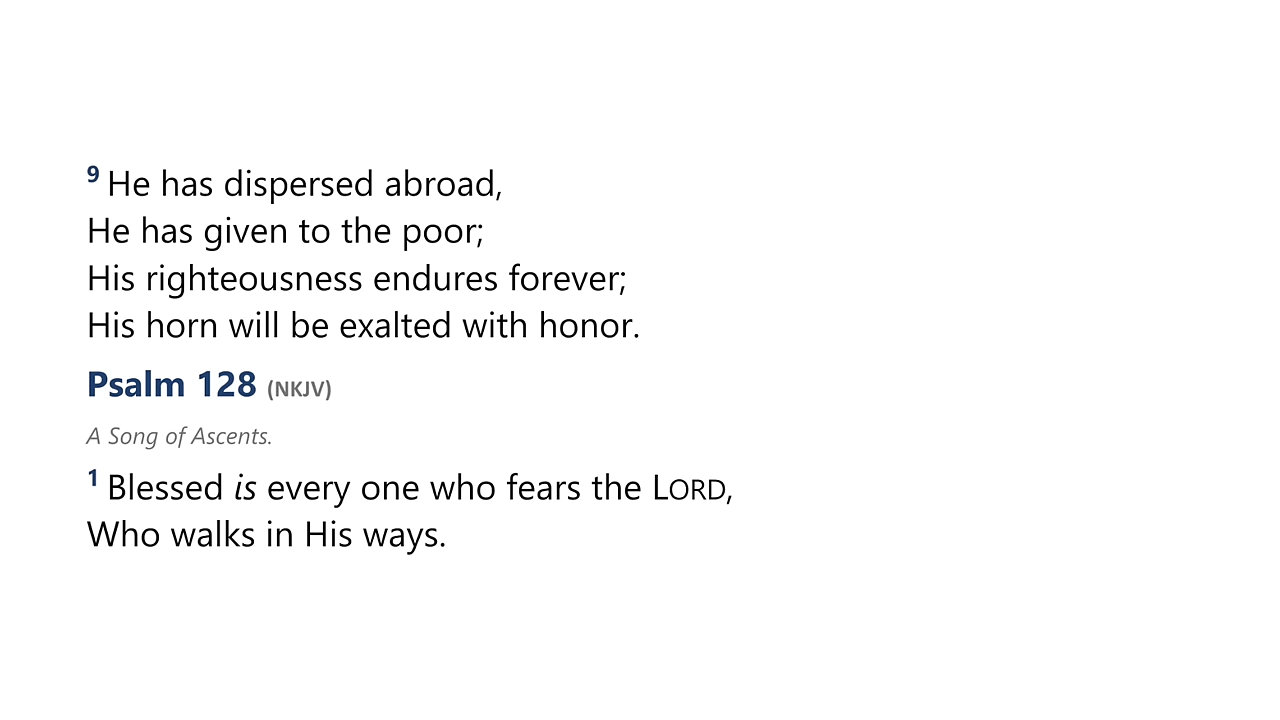 9 He has dispersed abroad,
He has given to the poor;
His righteousness endures forever;
His horn will be exalted with honor.
Psalm 128 (NKJV)
A Song of Ascents.
1 Blessed is every one who fears the LORD,
Who walks in His ways.